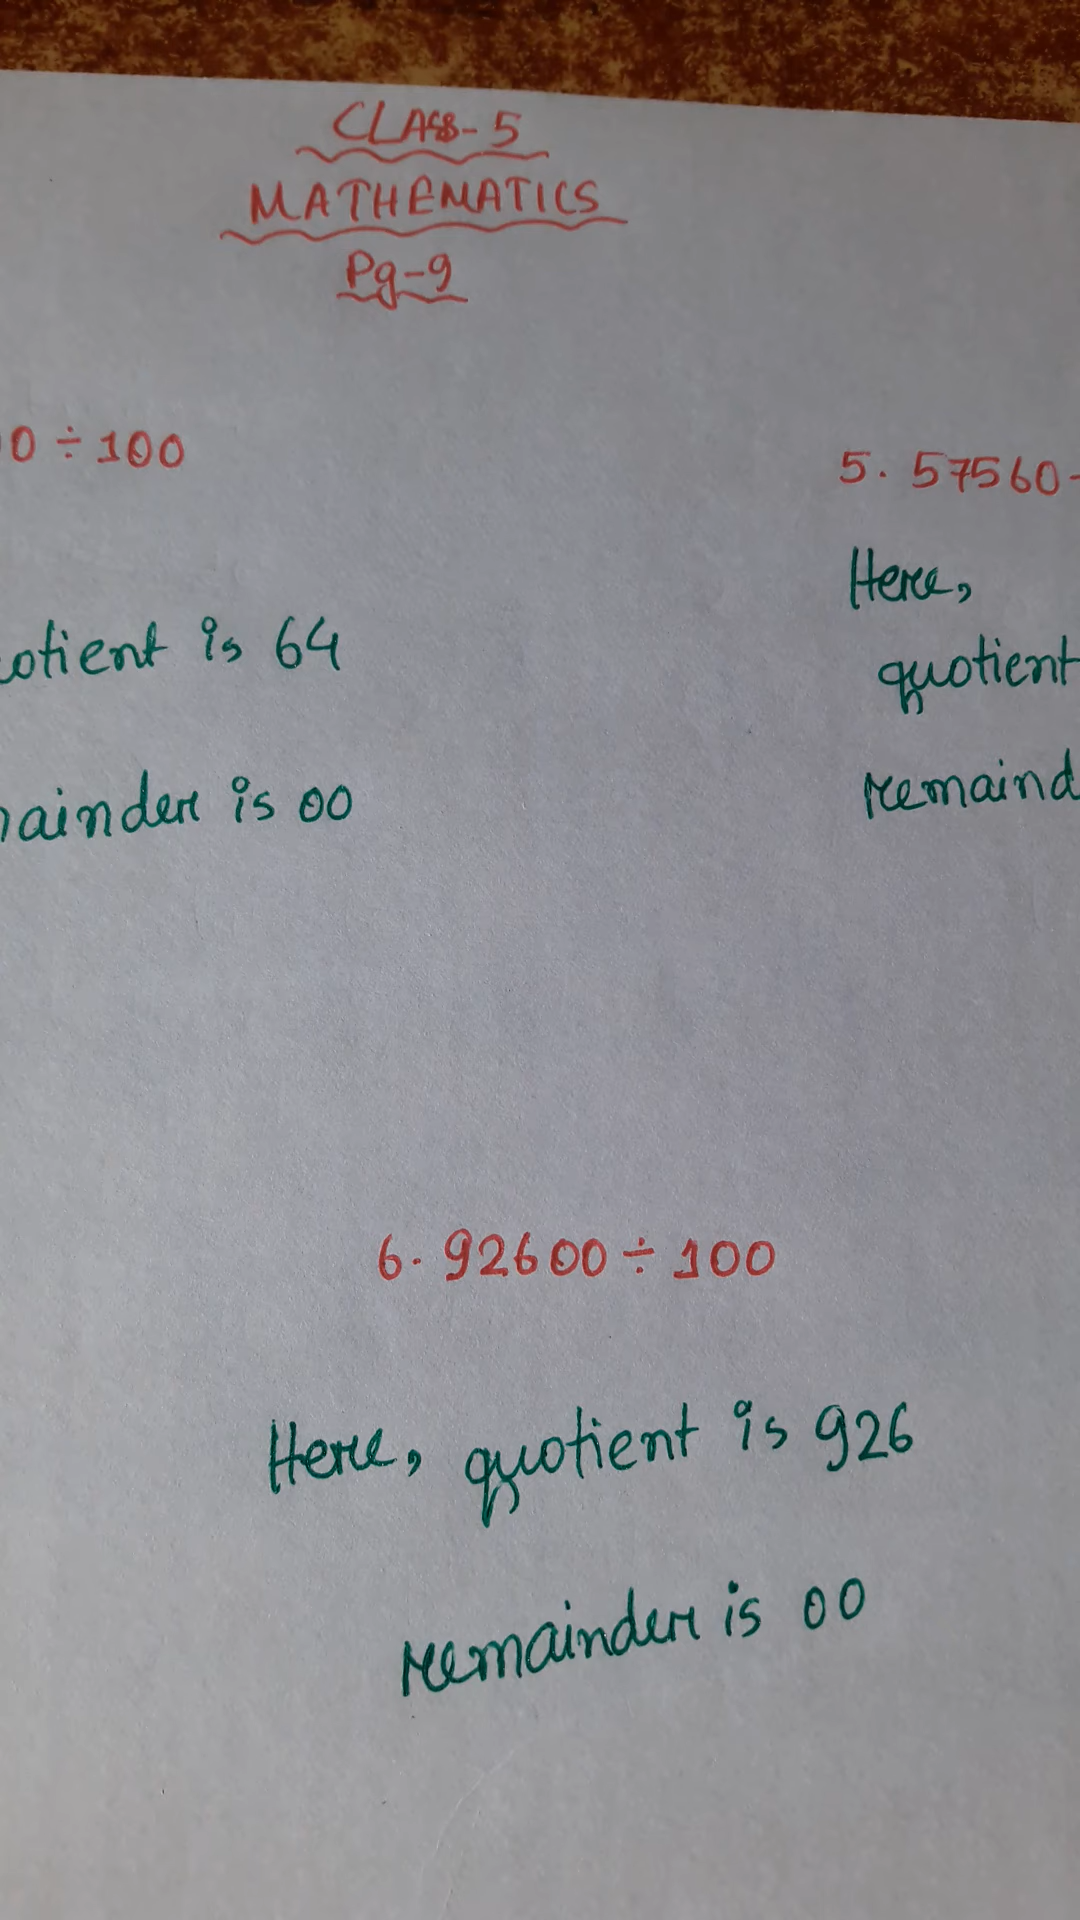 CLASS-5
MATHEMATICS
Pg-9
0 ÷ 100
otient is 64
ainder is 00
5. 57560
Here,
quotient
remaind
6. 92600 ÷ 100
Here, quotient is 926
remainder is 00